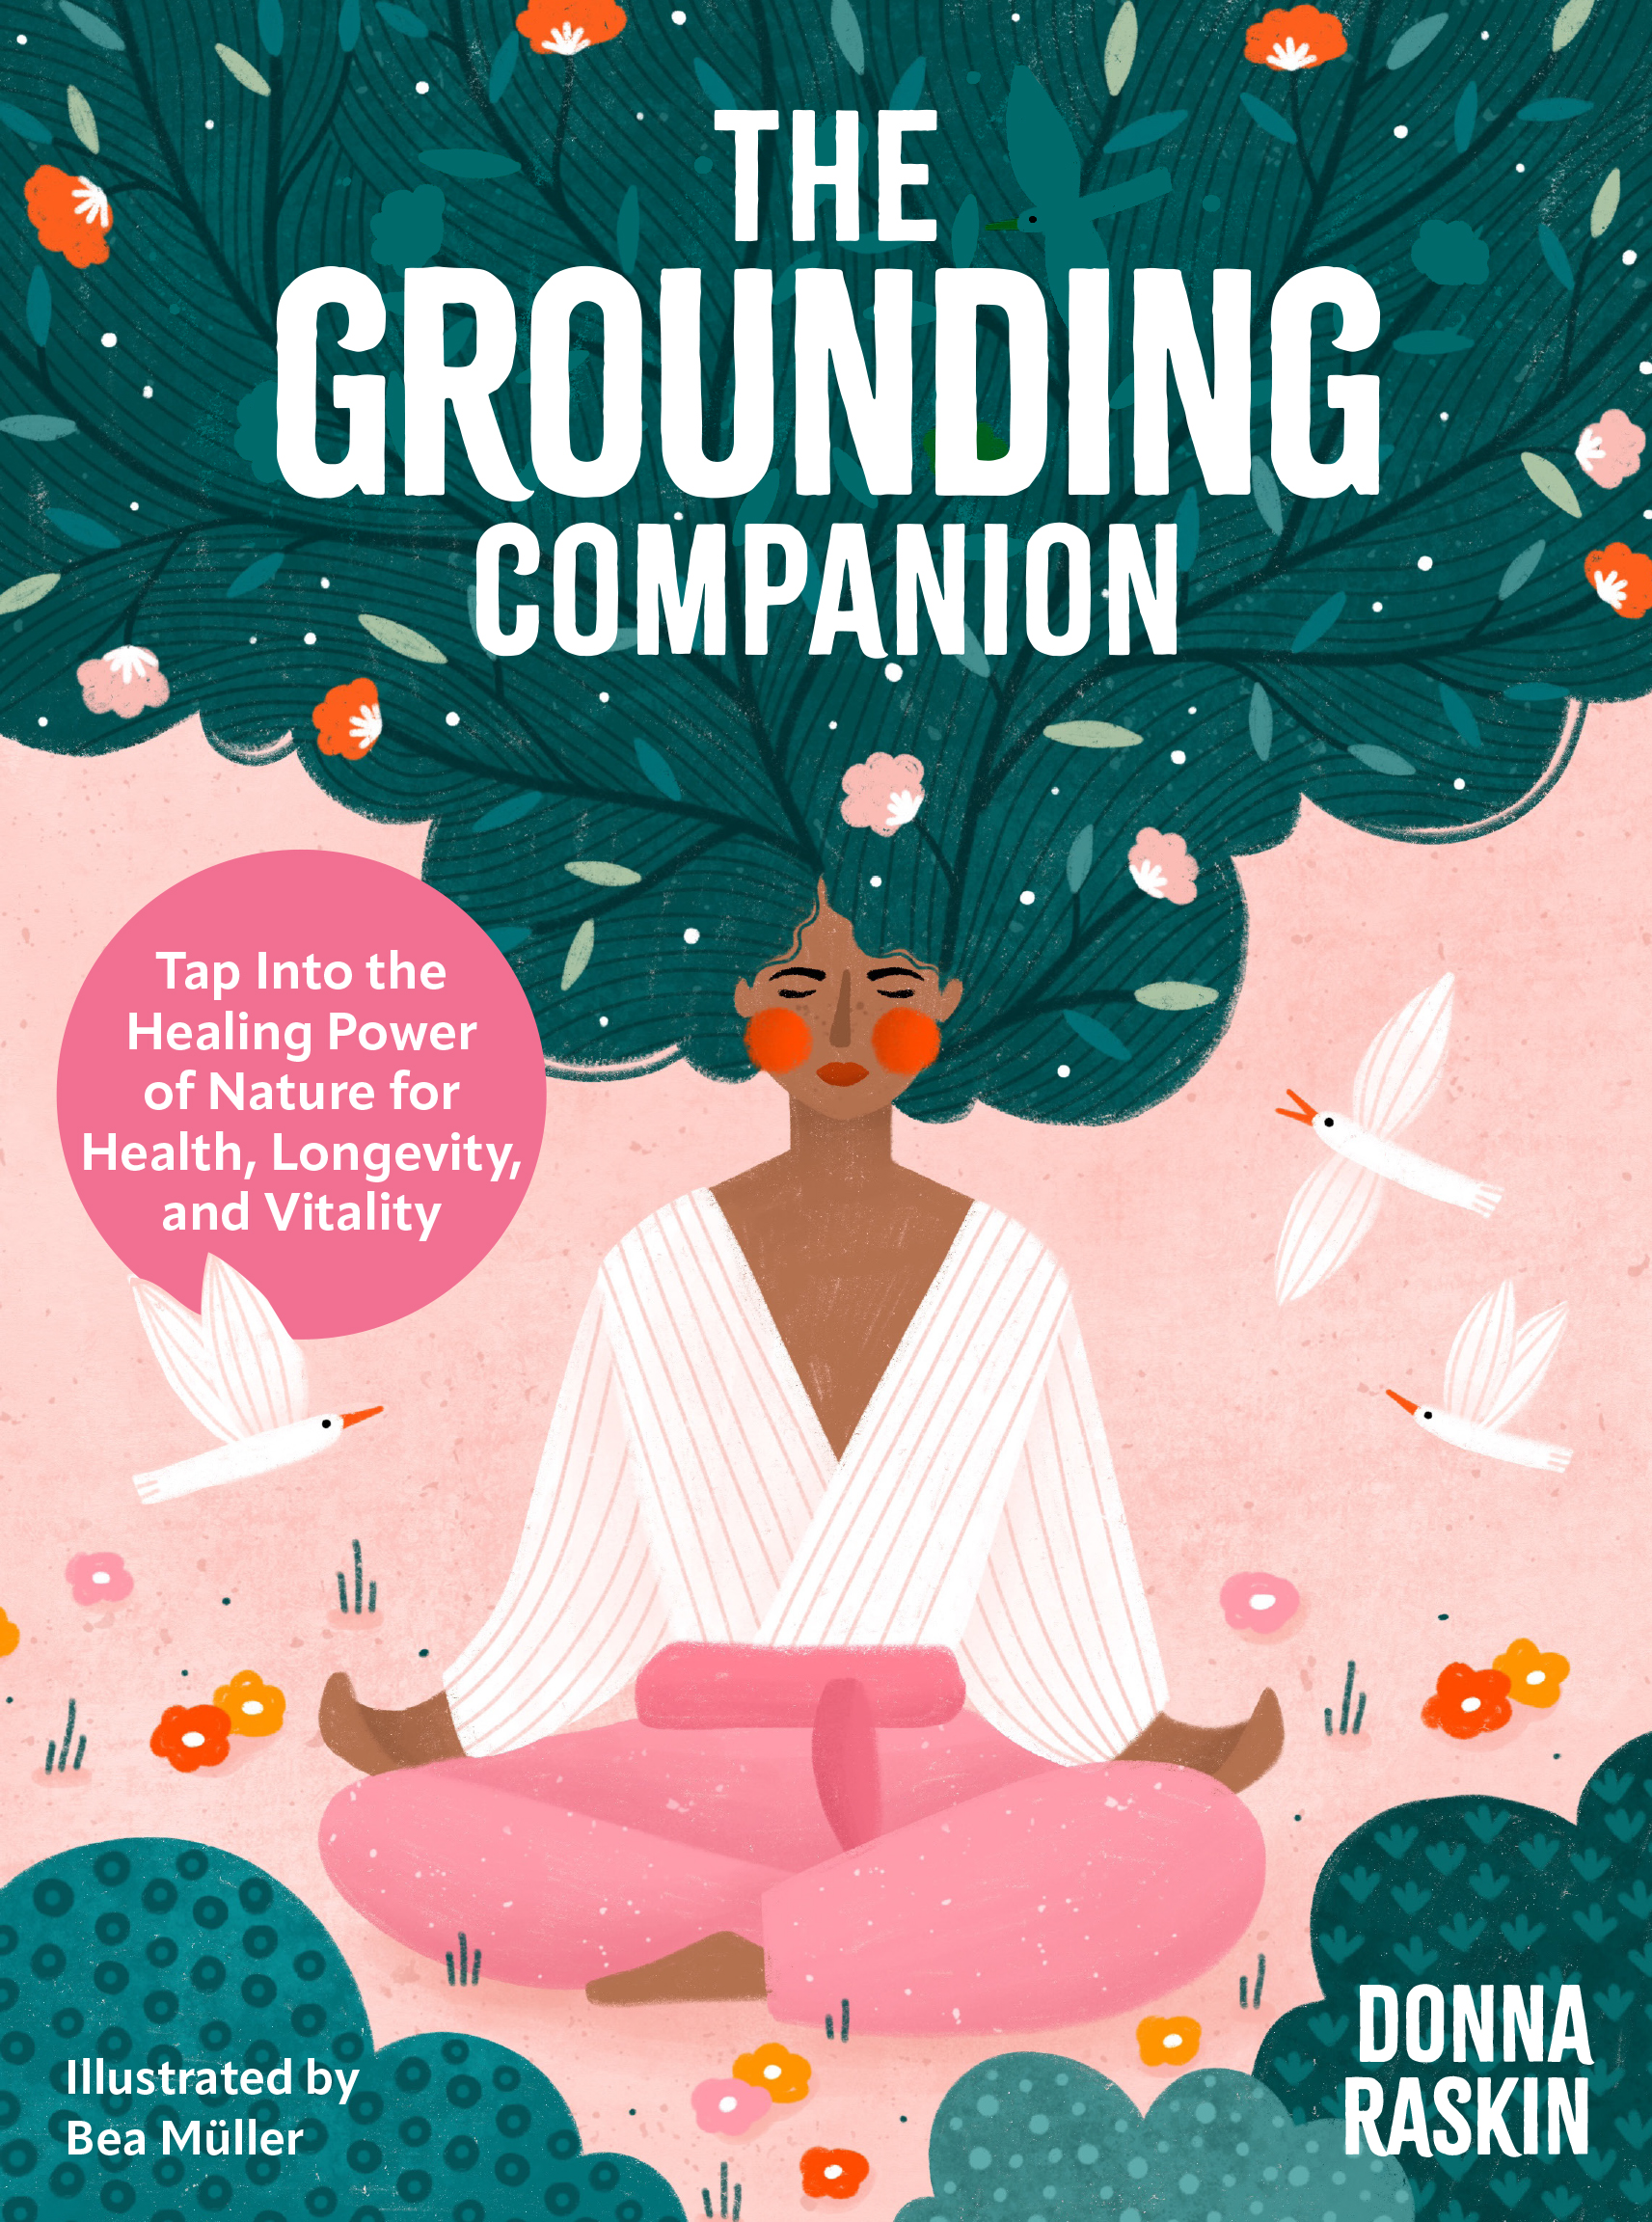 THE
GROUNDING
COMPANION
Tap Into the
Healing Power
of Nature for
Health, Longevity,
and Vitality
Illustrated by
Bea Müller
DONNA
RASKIN